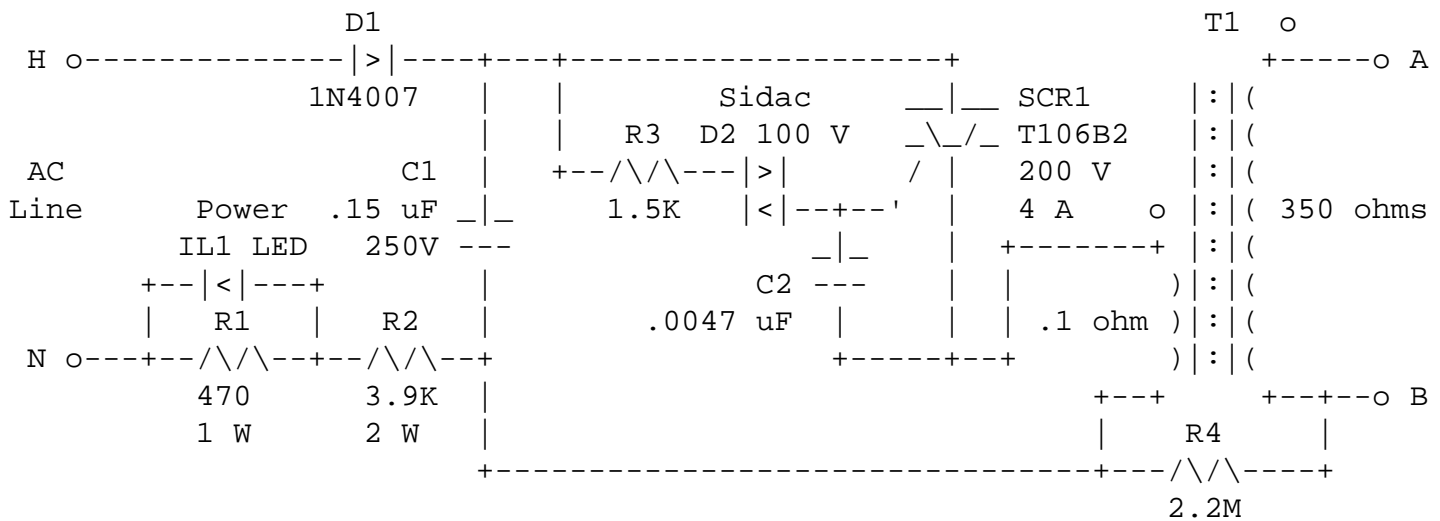 D1                                                    T1  o
 H o--------------|>|----+---+---------------------+                  +-----o A
                1N4007   |   |         Sidac     __|__ SCR1         |:|(
                         |   |   R3  D2 100 V    _\_/_ T106B2       |:|(
 AC                 C1   |   +--/\/\---|>|       / |   200 V        |:|(
Line    Power  .15 uF _|_     1.5K     |<|--+--'   |   4 A     o |:|( 350 ohms
       IL1 LED   250V ---                  _|_     |  +-------+  |:|(
     +--|<|---+          |              C2 ---     |  |        )|:|(
     |   R1   |   R2     |         .0047 uF |      |  | .1 ohm )|:|(
 N o---+--/\/\--+--/\/\--+                  +-----+--+        )|:|(
         470      3.9K   |                                +--+    +--+--o B
         1 W      2 W    |                                |    R4    |
                         +--------------------------------+---/\/\----+
                                                              2.2M